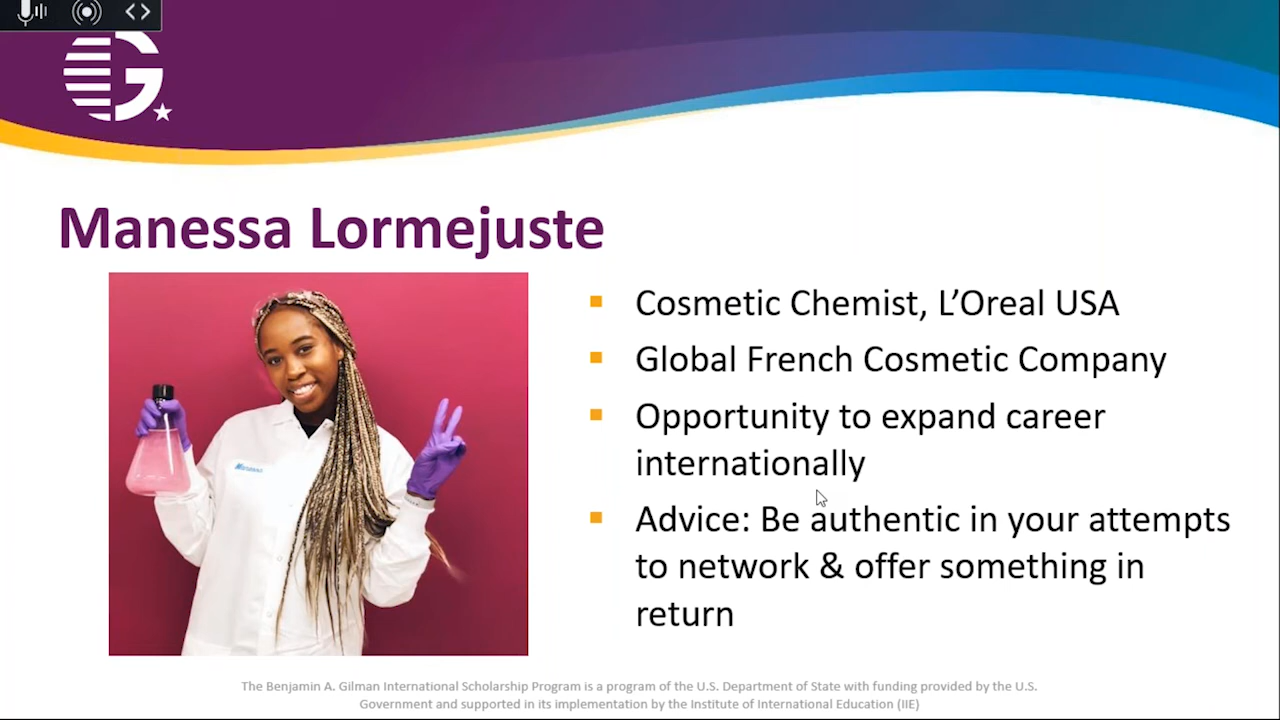 G
Manessa Lormejuste
Cosmetic Chemist, L’Oreal USA
Global French Cosmetic Company
Opportunity to expand career
internationally
Advice: Be authentic in your attempts
to network & offer something in
return
The Benjamin A. Gilman International Scholarship Program is a program of the U.S. Department of State with funding provided by the U.S.
Government and supported in its implementation by the Institute of International Education (IIE)